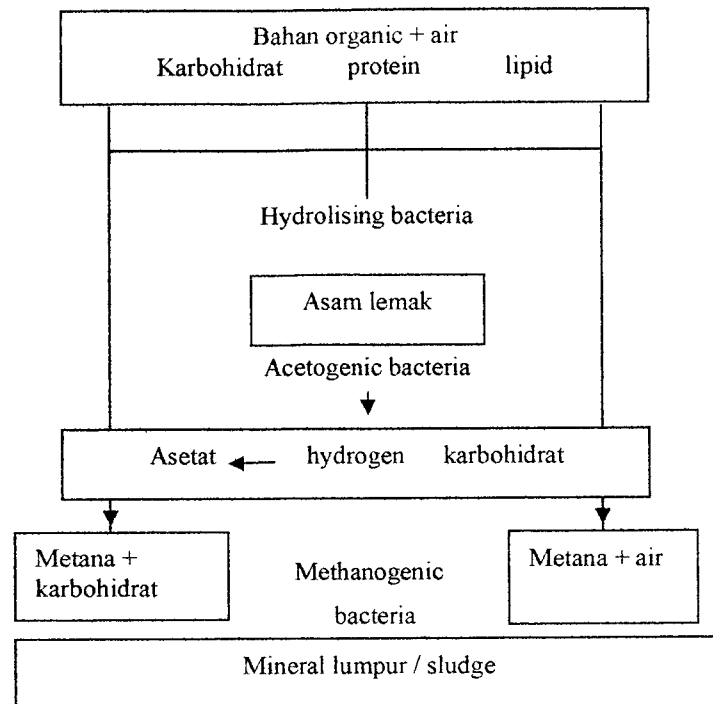 Bahan organic + air
Karbohidrat protein lipid
Hydrolising bacteria
Asam lemak
Acetogenic bacteria
Asetat hydrogen karbohidrat
Metana +
karbohidrat
Methanogenic
bacteria
Metana + air
Mineral lumpur / sludge